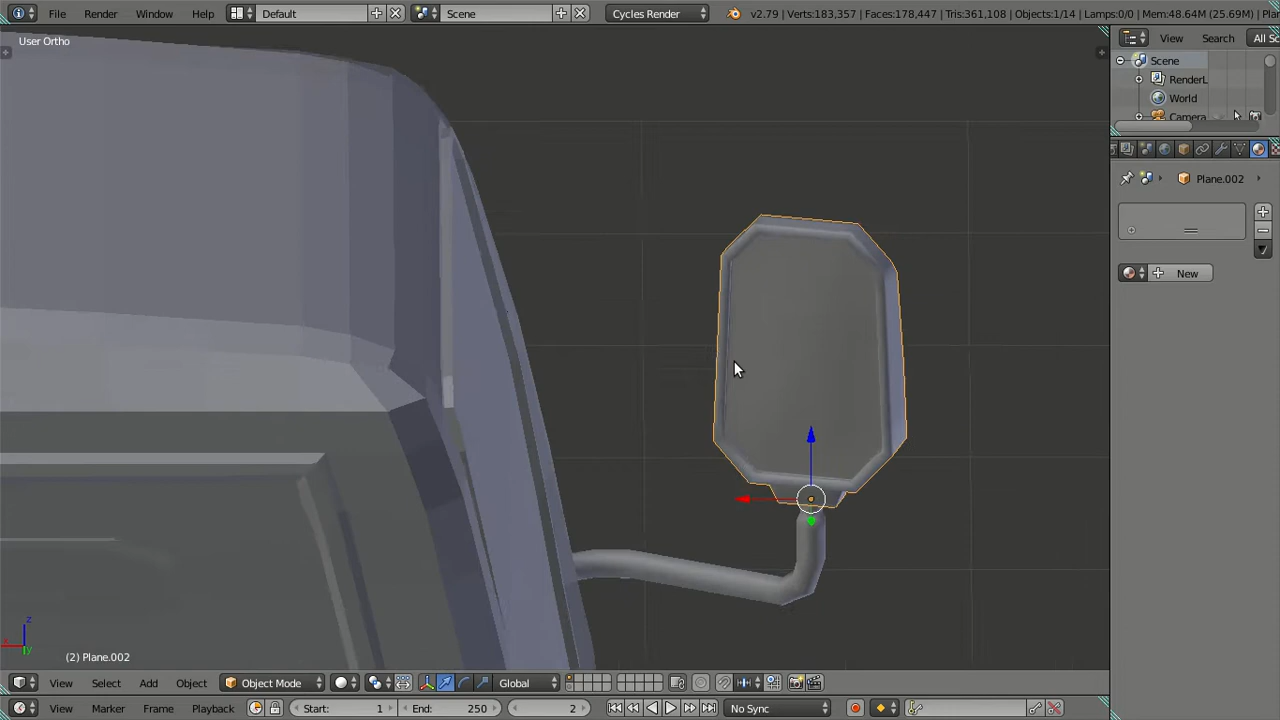 File Render Window Help Default Scene Cycles Render v2.79 | Verts:183,357 | Faces:178,447 | Tris:361,108 | Objects:1/14 | Lamps:0/0 | Mem:48.64M (25.69M) | Pla
User Ortho
View Search All Sc
Scene
RenderL
World
Camera
Plane.002
New
z
x
y
(2) Plane.002
View Select Add Object Object Mode Global
View Marker Frame Playback Start: 1 End: 250 2 No Sync